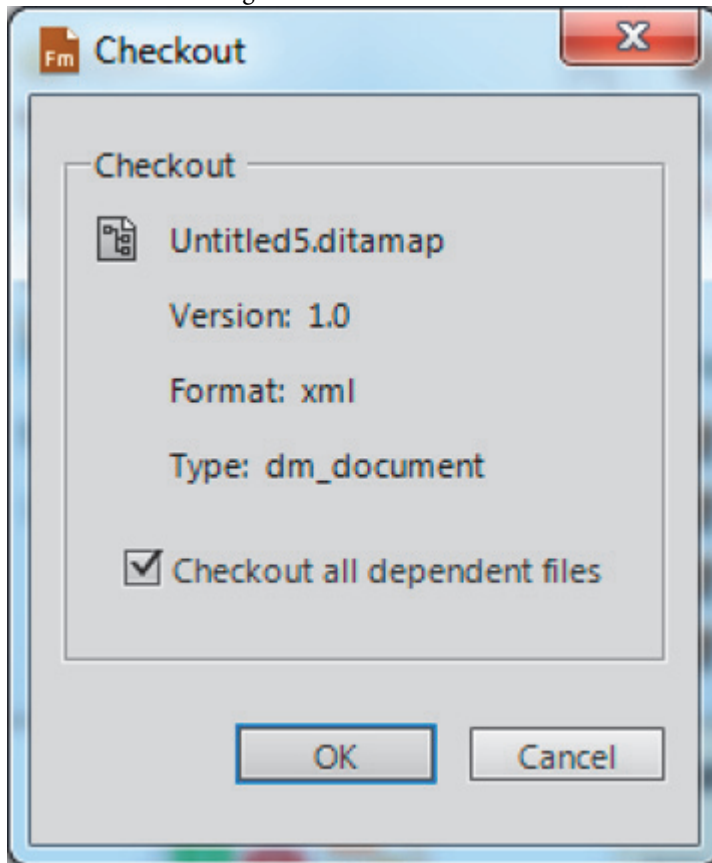 Fm Checkout
Checkout
Untitled5.ditamap
Version: 1.0
Format: xml
Type: dm_document
Checkout all dependent files
OK Cancel